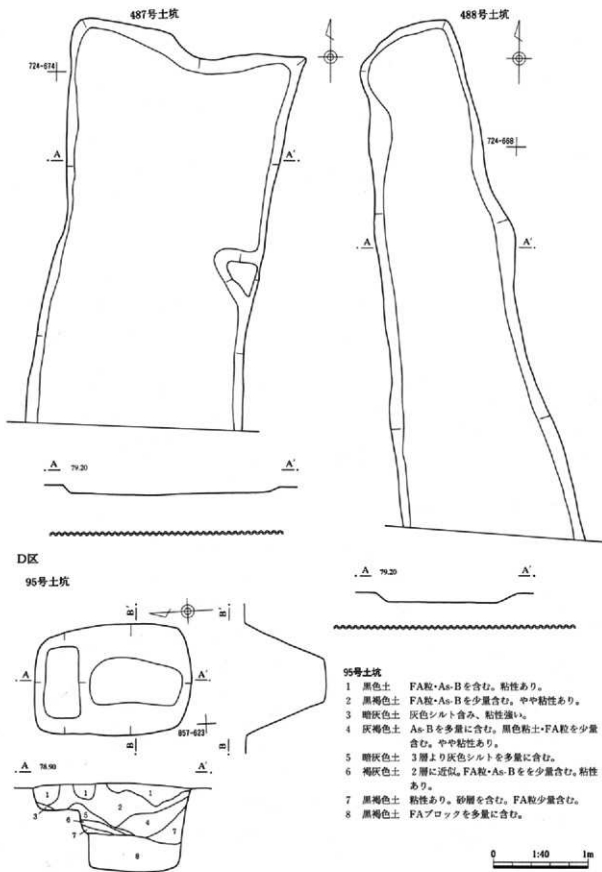 487号土坑
724-674
A A′
A 79.20 A′
488号土坑
724-668
A A′
A 79.20 A′
D区
95号土坑
B′ B′
A A′
857-623
B B
A 78.90 A′
1 1 1
2
3 5 4
6
7 7
8
95号土坑
1 黒色土 FA粒・As-Bを含む。粘性あり。
2 黒褐色土 FA粒・As-Bを少量含む。やや粘性あり。
3 暗灰色土 灰色シルト含み、粘性強い。
4 灰褐色土 As-Bを多量に含む。黒色粘土・FA粒を少量
含む。やや粘性あり。
5 暗灰色土 3層より灰色シルトを多量に含む。
6 褐灰色土 2層に近似。FA粒・As-Bをを少量含む。粘性
あり。
7 黒褐色土 粘性あり。砂層を含む。FA粒少量含む。
8 黒褐色土 FAブロックを多量に含む。
0 1:40 1m